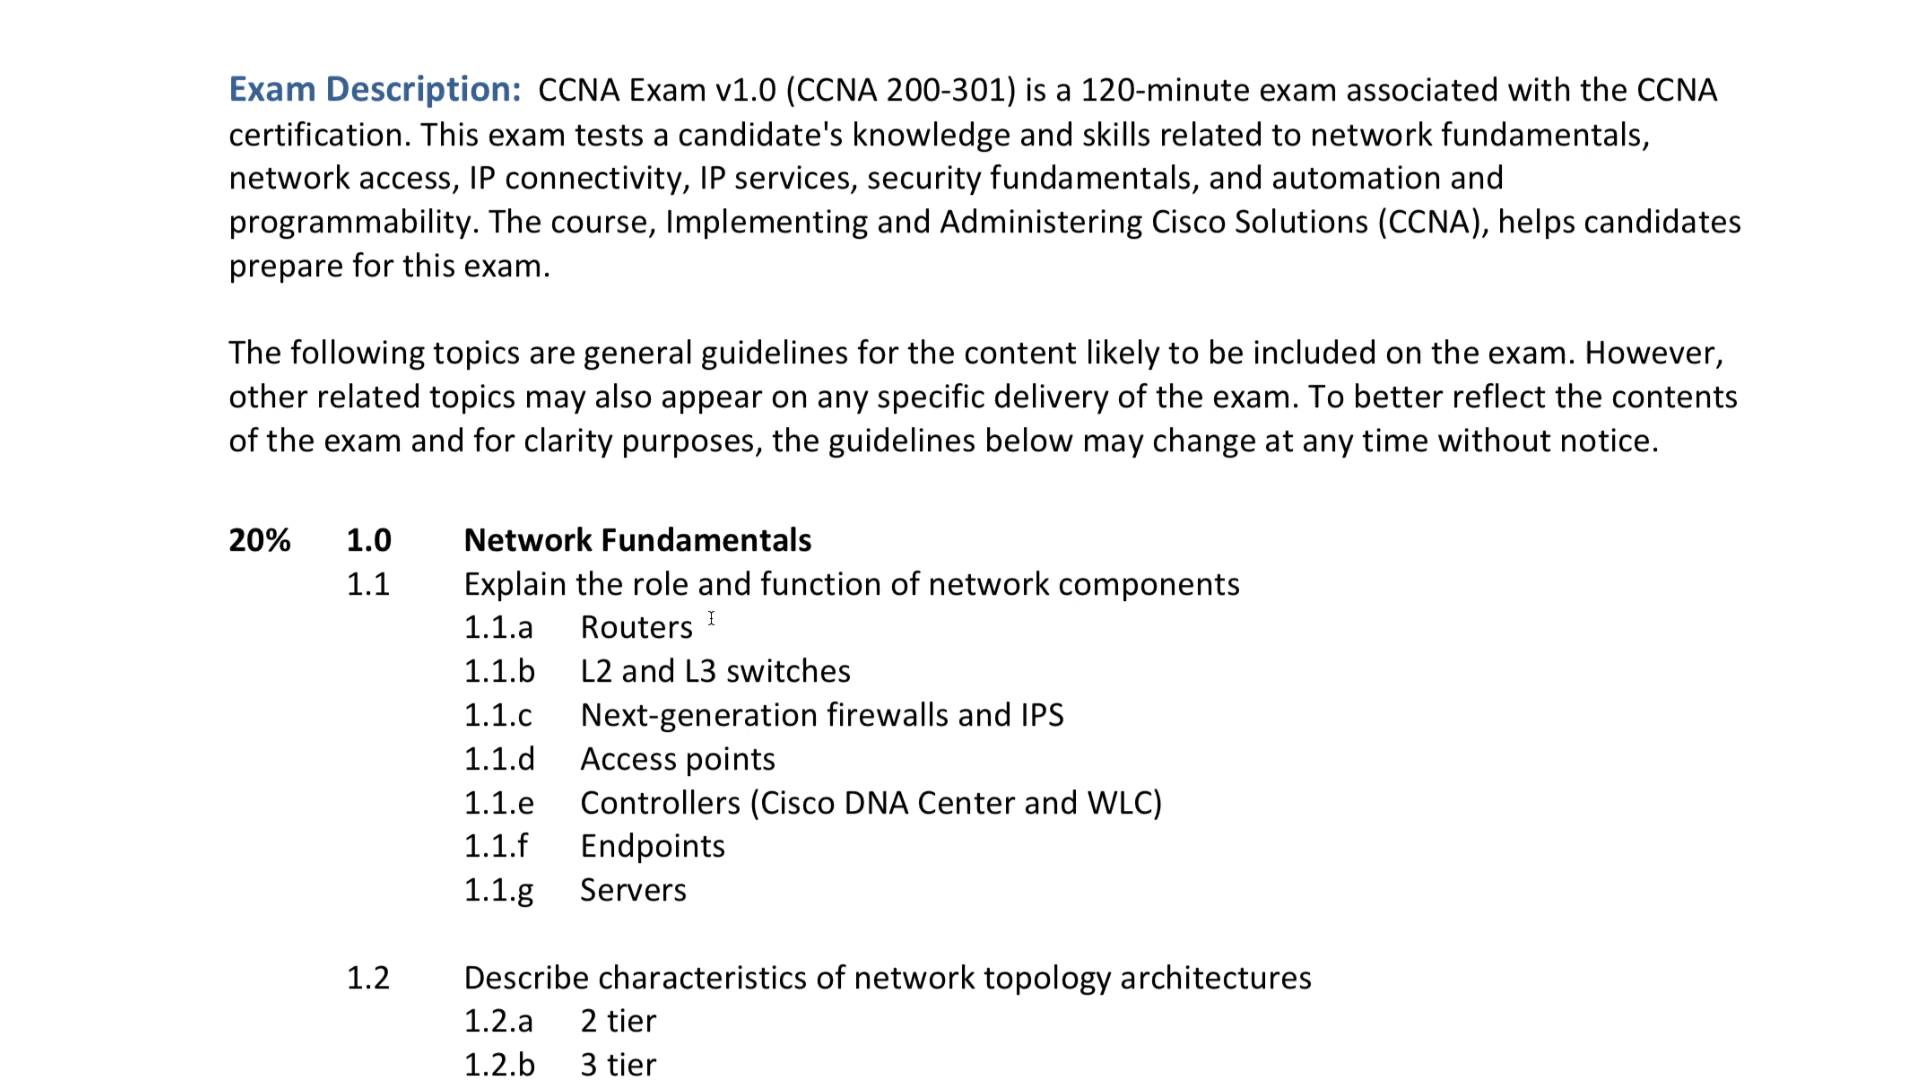 Exam Description: CCNA Exam v1.0 (CCNA 200-301) is a 120-minute exam associated with the CCNA
certification. This exam tests a candidate's knowledge and skills related to network fundamentals,
network access, IP connectivity, IP services, security fundamentals, and automation and
programmability. The course, Implementing and Administering Cisco Solutions (CCNA), helps candidates
prepare for this exam.
The following topics are general guidelines for the content likely to be included on the exam. However,
other related topics may also appear on any specific delivery of the exam. To better reflect the contents
of the exam and for clarity purposes, the guidelines below may change at any time without notice.
20% 1.0 Network Fundamentals
1.1 Explain the role and function of network components
1.1.a Routers
1.1.b L2 and L3 switches
1.1.c Next-generation firewalls and IPS
1.1.d Access points
1.1.e Controllers (Cisco DNA Center and WLC)
1.1.f Endpoints
1.1.g Servers
1.2 Describe characteristics of network topology architectures
1.2.a 2 tier
1.2.b 3 tier